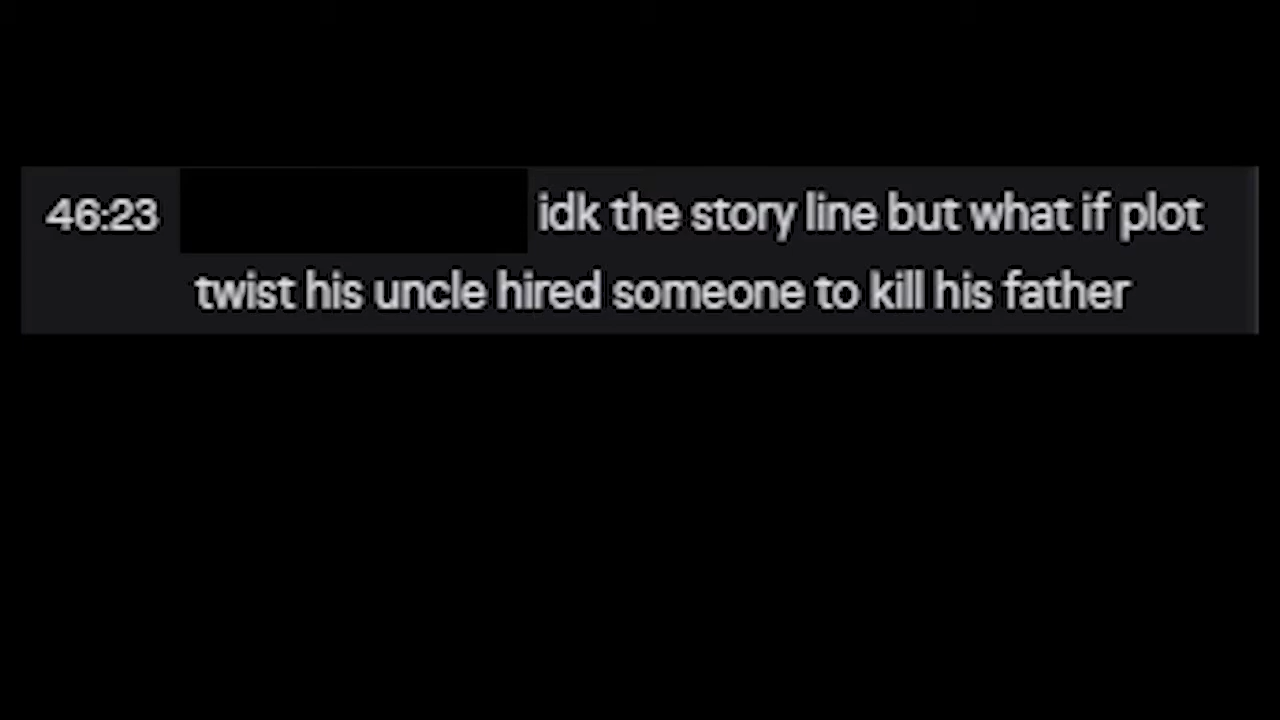 46:23 idk the story line but what if plot
twist his uncle hired someone to kill his father